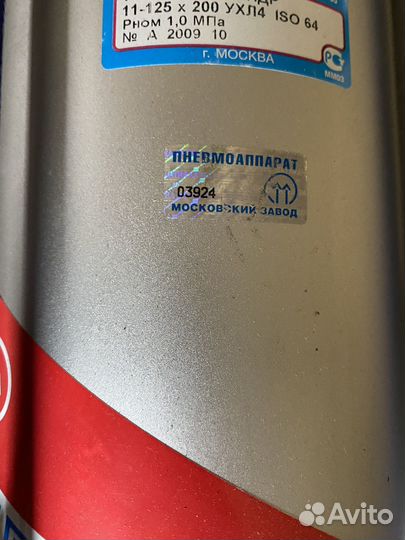 11-125 x 200 УХЛ4 ISO 64
Рном 1,0 МПа
№ А 2009 10
г. МОСКВА
ММ03
ПНЕВМОАППАРАТ
03924
МОСКОВСКИЙ ЗАВОД
Avito